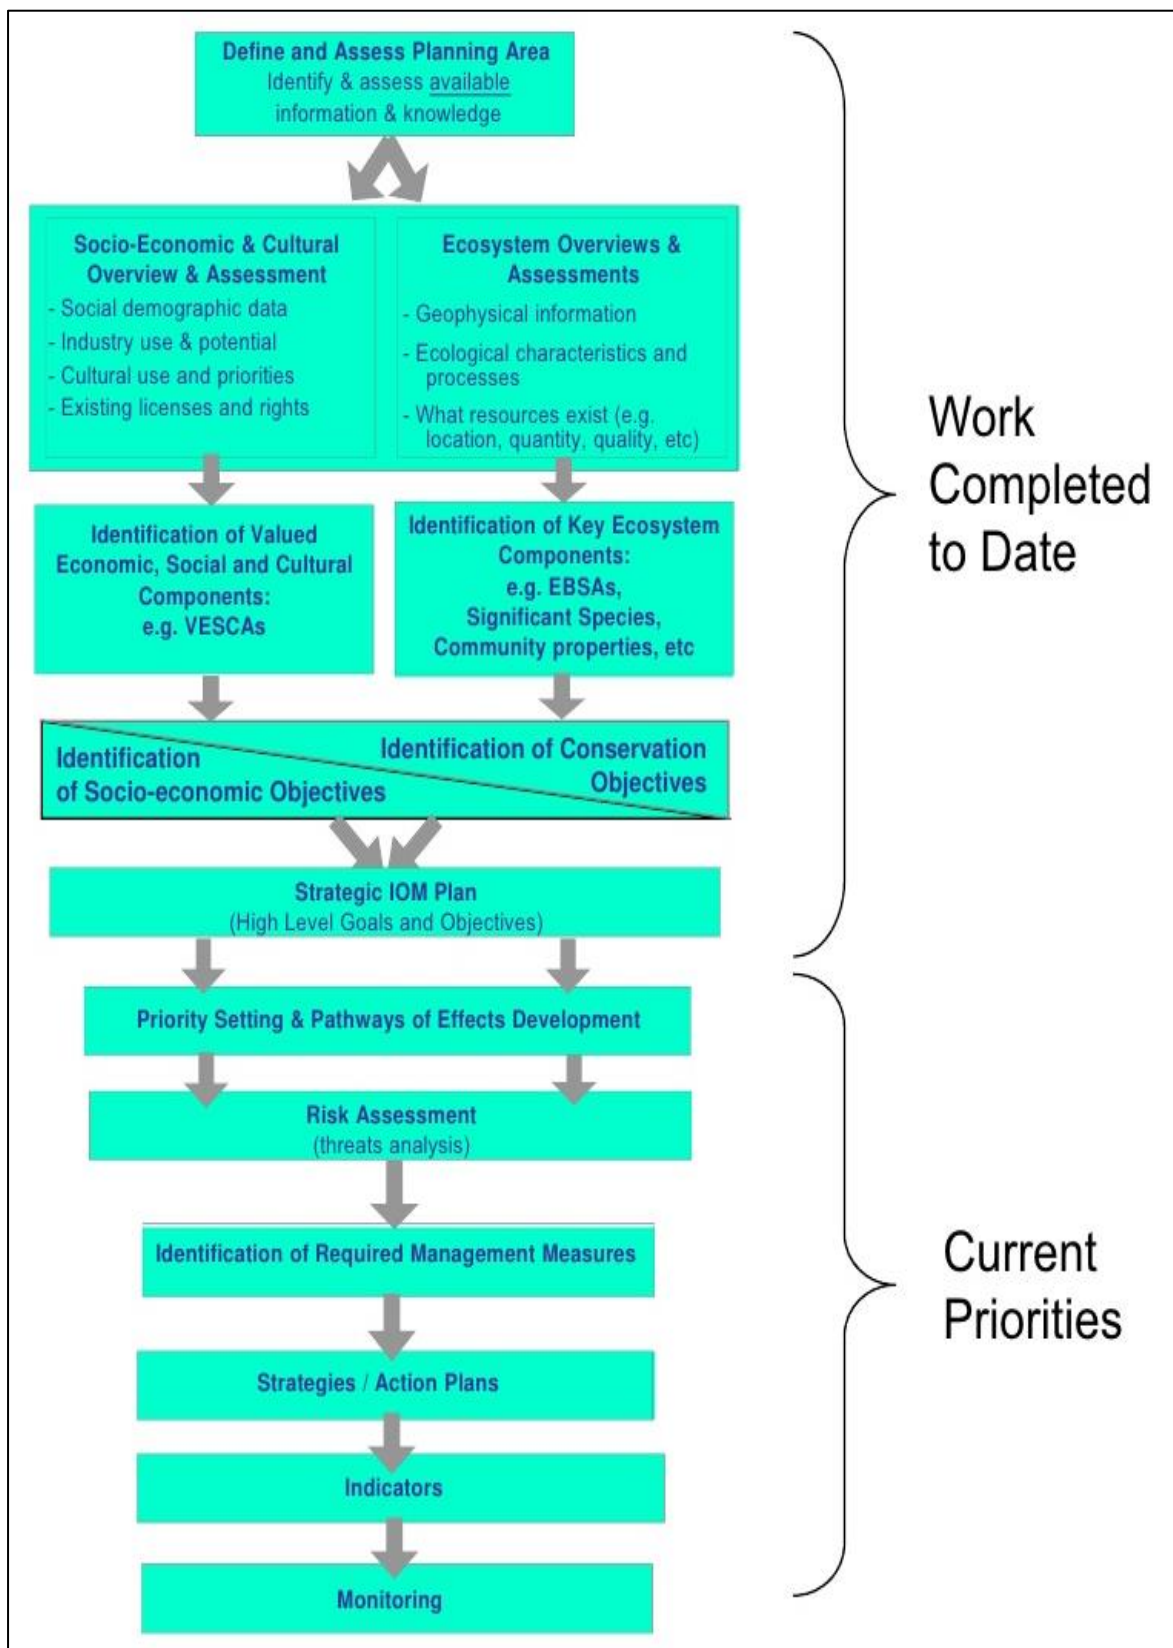 Define and Assess Planning Area
Identify & assess available
information & knowledge
Socio-Economic & Cultural
Overview & Assessment
- Social demographic data
- Industry use & potential
- Cultural use and priorities
- Existing licenses and rights
Ecosystem Overviews &
Assessments
- Geophysical information
- Ecological characteristics and
processes
- What resources exist (e.g.
location, quantity, quality, etc)
Identification of Valued
Economic, Social and Cultural
Components:
e.g. VESCAs
Identification of Key Ecosystem
Components:
e.g. EBSAs,
Significant Species,
Community properties, etc
Identification
of Socio-economic Objectives
Identification of Conservation
Objectives
Strategic IOM Plan
(High Level Goals and Objectives)
Work
Completed
to Date
Priority Setting & Pathways of Effects Development
Risk Assessment
(threats analysis)
Identification of Required Management Measures
Strategies / Action Plans
Indicators
Monitoring
Current
Priorities